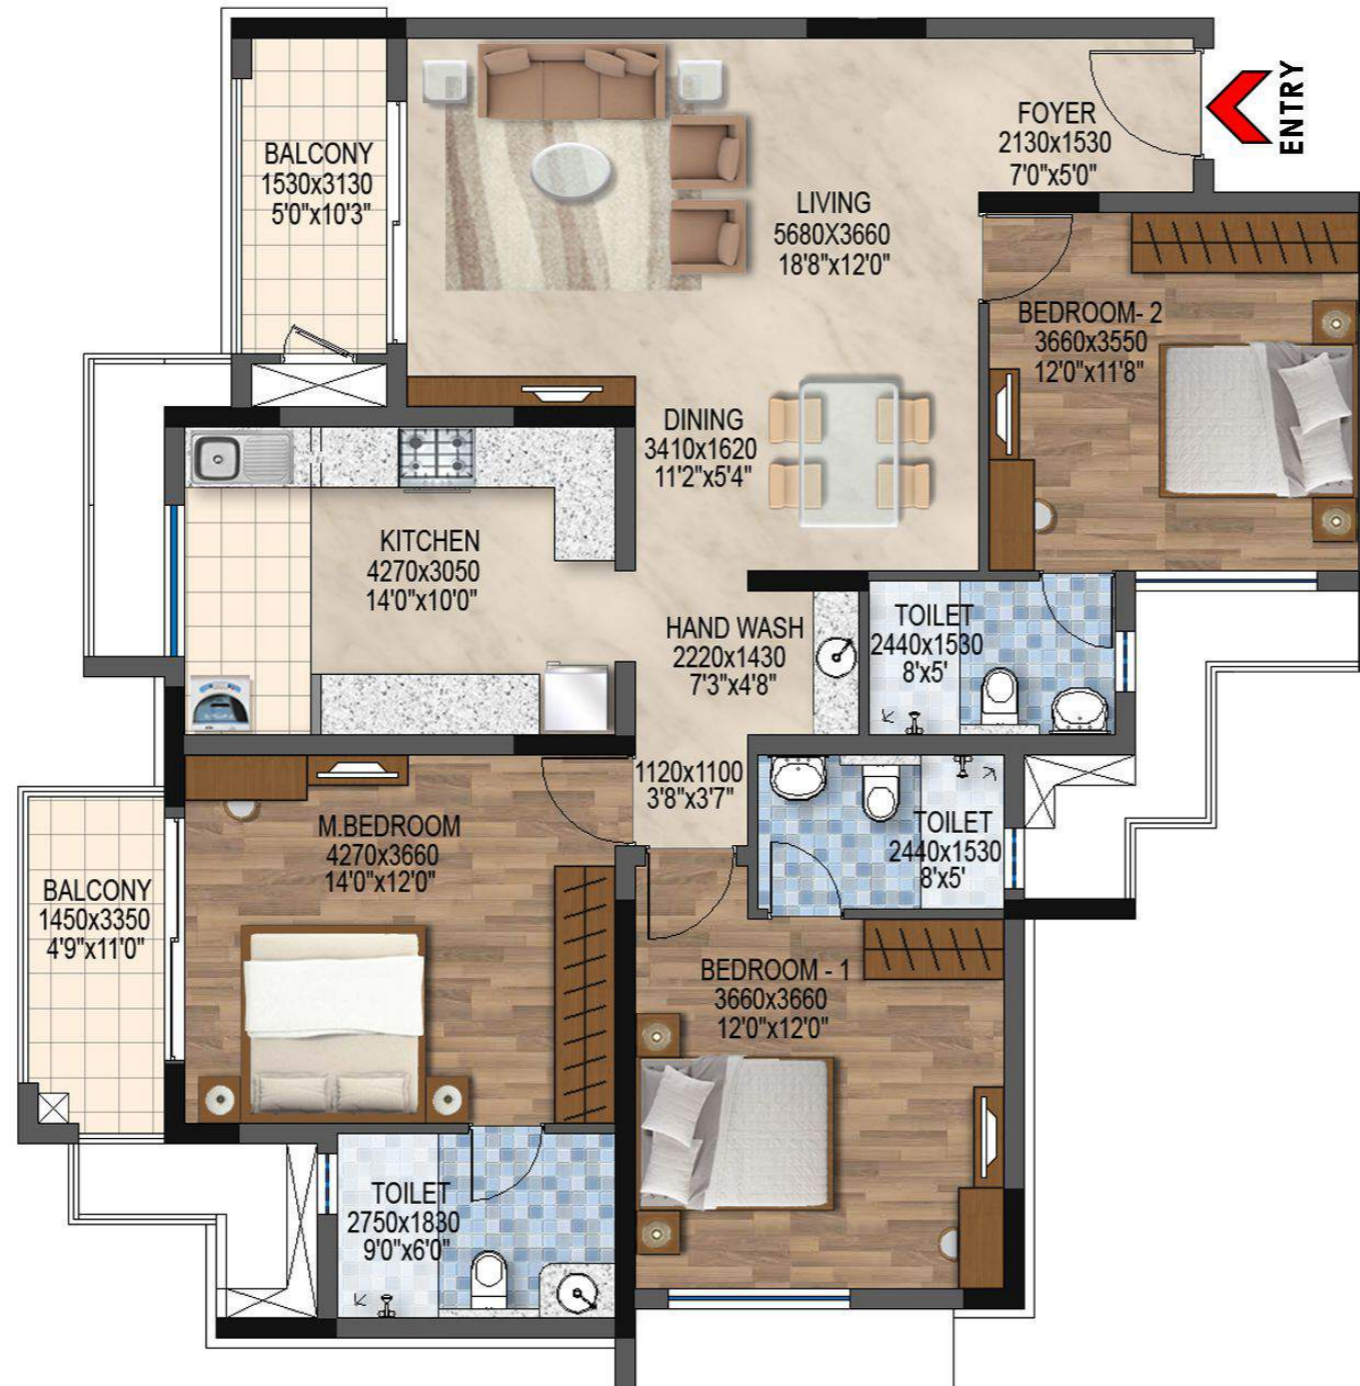 ENTRY
FOYER
2130x1530
7'0"x5'0"
BALCONY
1530x3130
5'0"x10'3"
LIVING
5680X3660
18'8"x12'0"
BEDROOM- 2
3660x3550
12'0"x11'8"
DINING
3410x1620
11'2"x5'4"
KITCHEN
4270x3050
14'0"x10'0"
HAND WASH
2220x1430
7'3"x4'8"
TOILET
2440x1530
8'x5'
1120x1100
3'8"x3'7"
M.BEDROOM
4270x3660
14'0"x12'0"
TOILET
2440x1530
8'x5'
BALCONY
1450x3350
4'9"x11'0"
BEDROOM - 1
3660x3660
12'0"x12'0"
TOILET
2750x1830
9'0"x6'0"